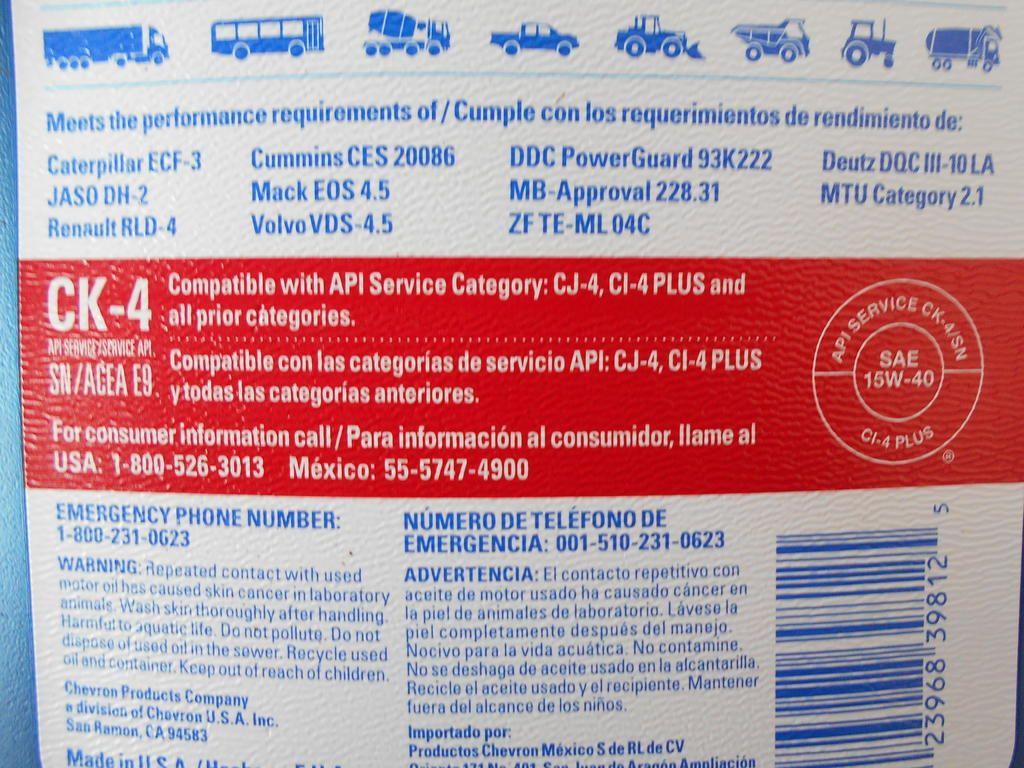 Meets the performance requirements of / Cumple con los requerimientos de rendimiento de:
Caterpillar ECF-3 Cummins CES 20086 DDC PowerGuard 93K222 Deutz DQC III-10 LA
JASO DH-2 Mack EOS 4.5 MB-Approval 228.31 MTU Category 2.1
Renault RLD-4 Volvo VDS-4.5 ZF TE-ML 04C
CK-4
API SERVICE/SERVICE API
SN/ACEA E9
Compatible with API Service Category: CJ-4, CI-4 PLUS and
all prior categories.
Compatible con las categorías de servicio API: CJ-4, CI-4 PLUS
y todas las categorías anteriores.
API SERVICE CK-4/SN
SAE
15W-40
CI-4 PLUS
®
For consumer information call / Para información al consumidor, llame al
USA: 1-800-526-3013 México: 55-5747-4900
EMERGENCY PHONE NUMBER:
1-800-231-0623
WARNING: Repeated contact with used
motor oil has caused skin cancer in laboratory
animals. Wash skin thoroughly after handling.
Harmful to aquatic life. Do not pollute. Do not
dispose of used oil in the sewer. Recycle used
oil and container. Keep out of reach of children.
Chevron Products Company
a division of Chevron U.S.A. Inc.
San Ramon, CA 94583
Made in U.S.A.
NÚMERO DE TELÉFONO DE
EMERGENCIA: 001-510-231-0623
ADVERTENCIA: El contacto repetitivo con
aceite de motor usado ha causado cáncer en
la piel de animales de laboratorio. Lávese la
piel completamente después del manejo.
Nocivo para la vida acuática. No contamine.
No se deshaga de aceite usado en la alcantarilla.
Recicle el aceite usado y el recipiente. Mantener
fuera del alcance de los niños.
Importado por:
Productos Chevron México S de RL de CV
Oriente 171 No. 401, San Juan de Aragón Ampliación
23968 39812 5